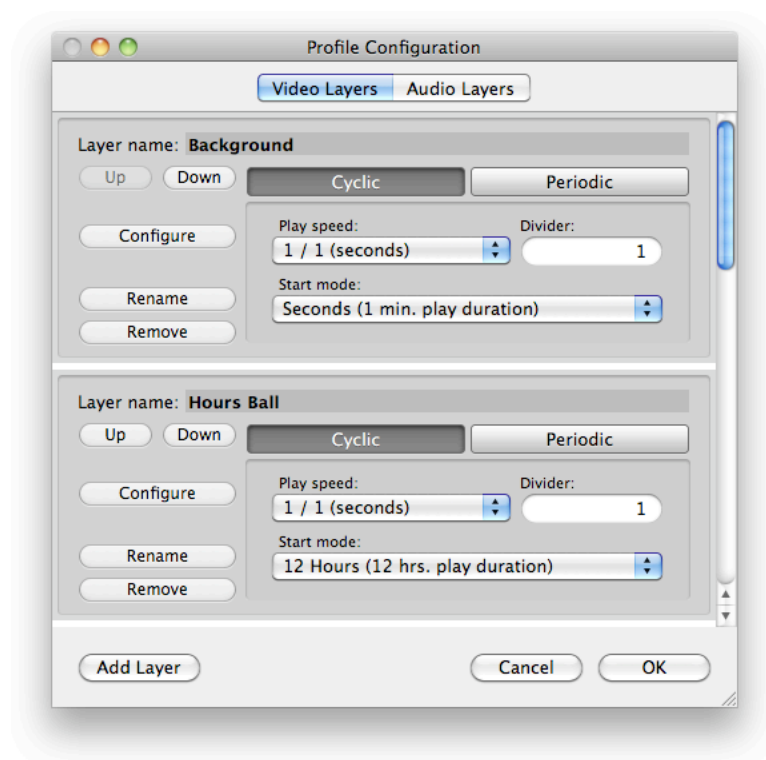 Profile Configuration
Video Layers Audio Layers
Layer name: Background
Up Down Cyclic Periodic
Configure
Play speed: Divider:
1 / 1 (seconds) 1
Start mode:
Rename
Seconds (1 min. play duration)
Remove
Layer name: Hours Ball
Up Down Cyclic Periodic
Configure
Play speed: Divider:
1 / 1 (seconds) 1
Start mode:
Rename
12 Hours (12 hrs. play duration)
Remove
Add Layer Cancel OK